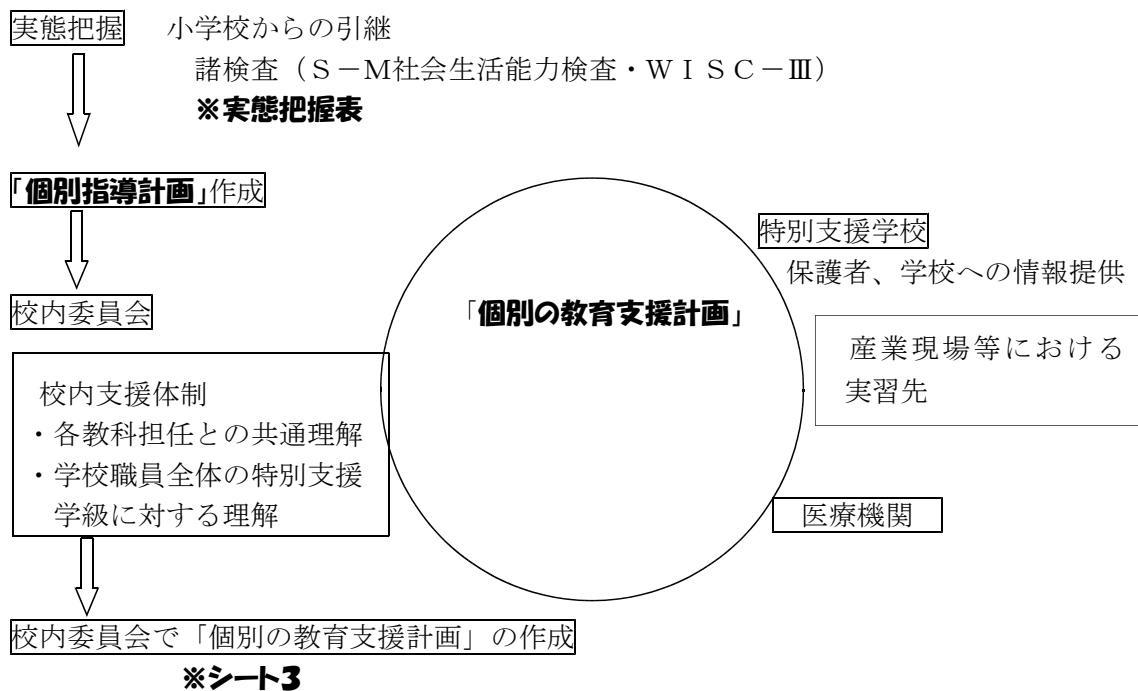 実態把握 小学校からの引継
諸検査（Ｓ－Ｍ社会生活能力検査・ＷＩＳＣ－Ⅲ）
※実態把握表
「個別指導計画」作成
校内委員会
校内支援体制
・各教科担任との共通理解
・学校職員全体の特別支援
学級に対する理解
校内委員会で「個別の教育支援計画」の作成
※シート３
「個別の教育支援計画」
特別支援学校
保護者、学校への情報提供
産業現場等における
実習先
医療機関